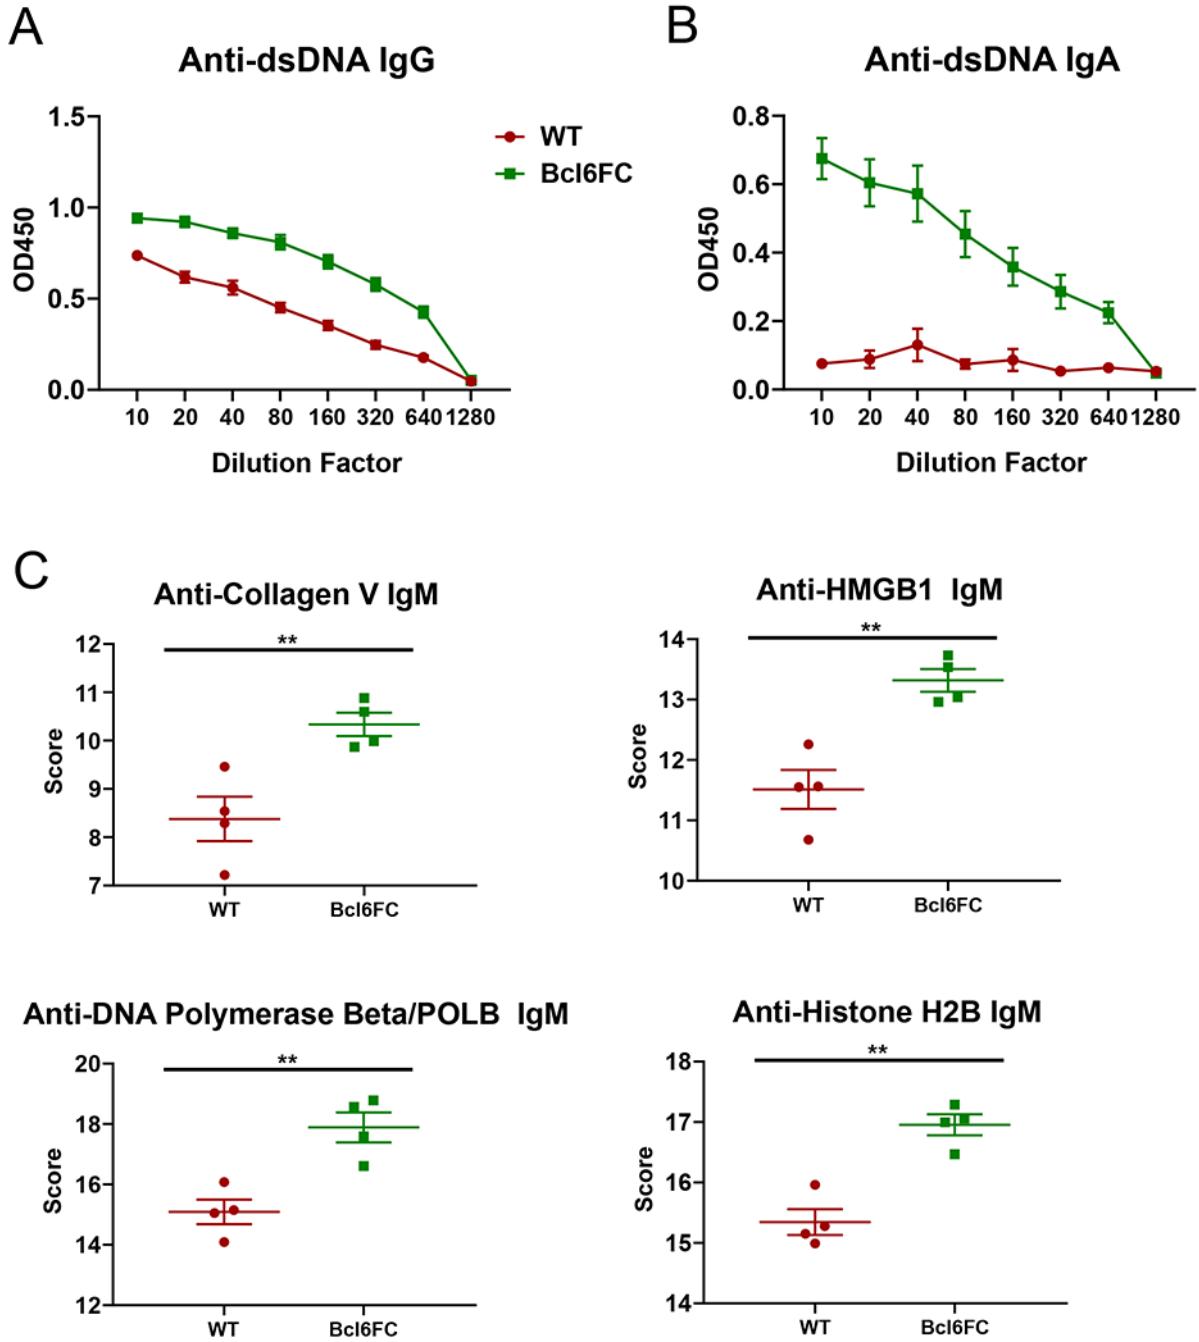 A
Anti-dsDNA IgG
1.5
1.0
0.5
0.0
OD450
10 20 40 80 160 320 640 1280
Dilution Factor
WT
Bcl6FC
B
Anti-dsDNA IgA
0.8
0.6
0.4
0.2
0.0
OD450
10 20 40 80 160 320 640 1280
Dilution Factor
C
Anti-Collagen V IgM
**
12
11
10
9
8
7
Score
WT Bcl6FC
Anti-HMGB1 IgM
**
14
13
12
11
10
Score
WT Bcl6FC
Anti-DNA Polymerase Beta/POLB IgM
**
20
18
16
14
12
Score
WT Bcl6FC
Anti-Histone H2B IgM
**
18
17
16
15
14
Score
WT Bcl6FC